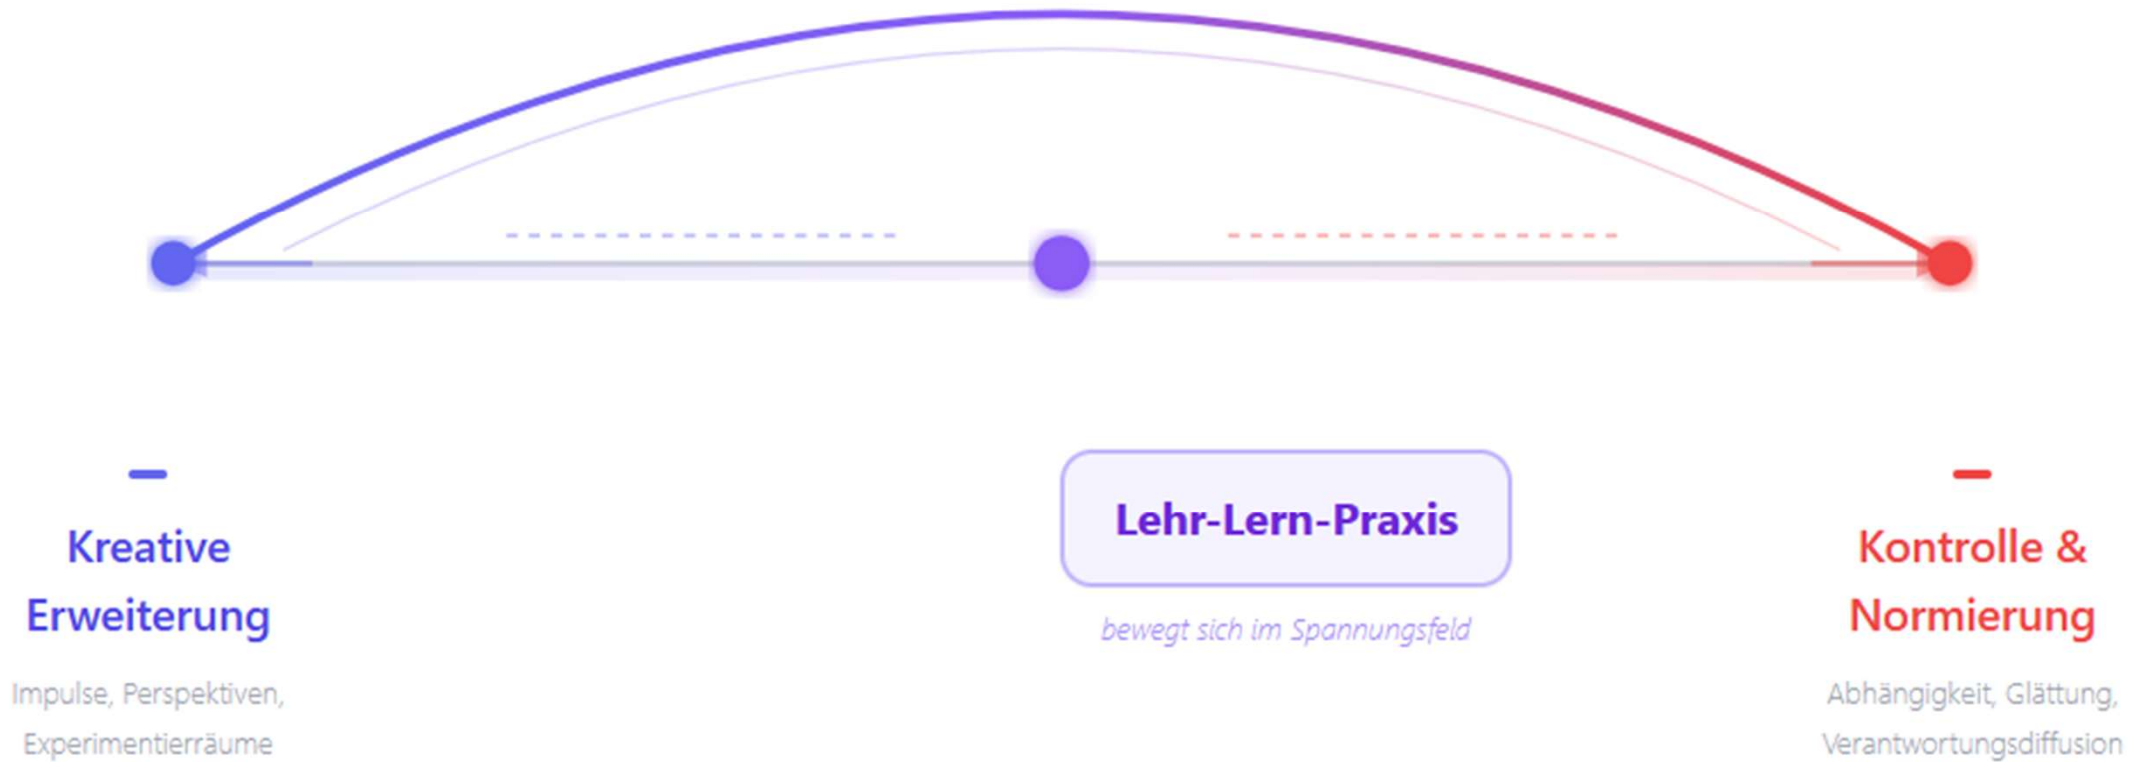 Kreative
Erweiterung
Impulse, Perspektiven,
Experimentierräume
Lehr-Lern-Praxis
bewegt sich im Spannungsfeld
Kontrolle &
Normierung
Abhängigkeit, Glättung,
Verantwortungsdiffusion